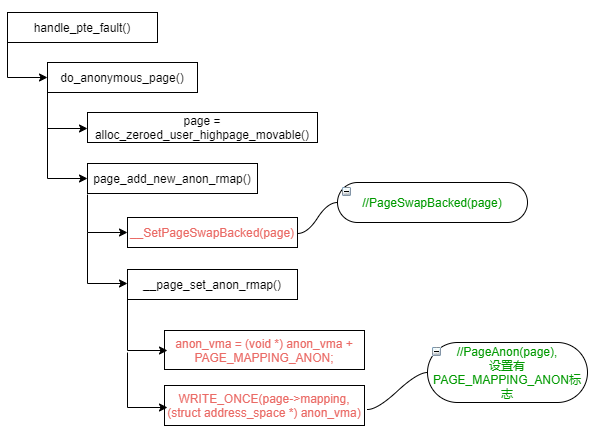 handle_pte_fault()
do_anonymous_page()
page =
alloc_zeroed_user_highpage_movable()
page_add_new_anon_rmap()
//PageSwapBacked(page)
__SetPageSwapBacked(page)
__page_set_anon_rmap()
anon_vma = (void *) anon_vma +
PAGE_MAPPING_ANON;
//PageAnon(page),
设置有
PAGE_MAPPING_ANON标
志
WRITE_ONCE(page->mapping,
(struct address_space *) anon_vma)